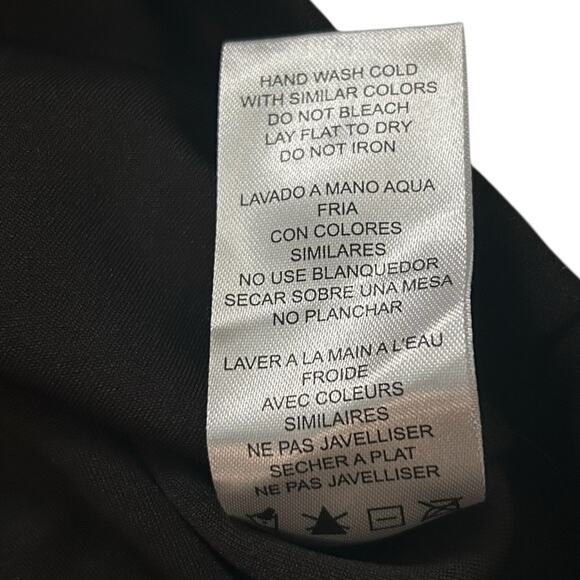 HAND WASH COLD
WITH SIMILAR COLORS
DO NOT BLEACH
LAY FLAT TO DRY
DO NOT IRON
LAVADO A MANO AQUA
FRIA
CON COLORES
SIMILARES
NO USE BLANQUEDOR
SECAR SOBRE UNA MESA
NO PLANCHAR
LAVER A LA MAIN A L'EAU
FROIDE
AVEC COULEURS
SIMILAIRES
NE PAS JAVELLISER
SECHER A PLAT
NE PAS JAVELLISER